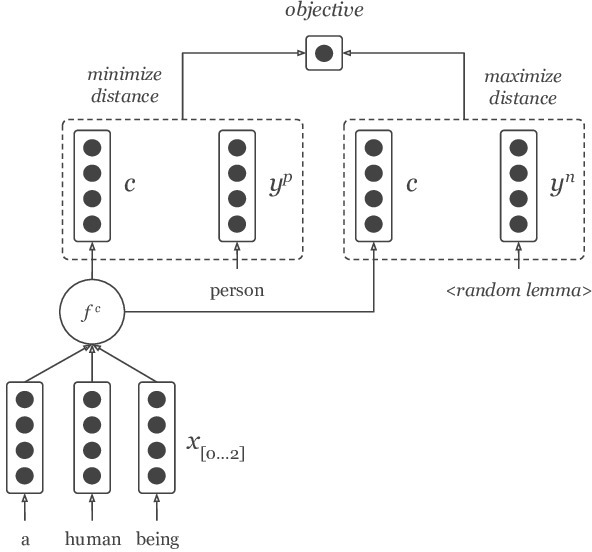 objective
minimize
distance
maximize
distance
c
y^p
c
y^n
person
<random lemma>
f^c
x_[0...2]
a
human
being